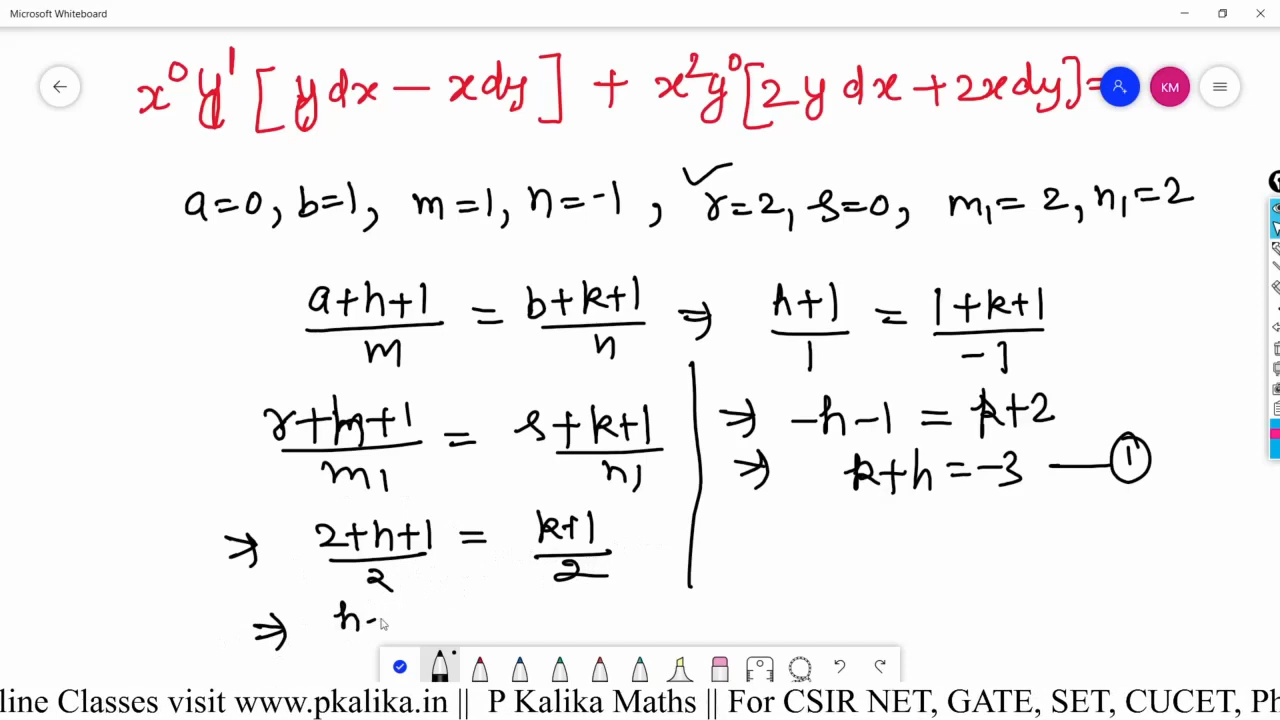 Microsoft Whiteboard
x⁰y¹[ydx - xdy] + x²y⁰[2ydx + 2xdy] =
KM
a=0, b=1, m=1, n=-1, ✓ r=2, s=0, m₁=2, n₁=2
(a+h+1)/m = (b+k+1)/n ⇒ (h+1)/1 = (1+k+1)/-1
(r+h+1)/m₁ = (s+k+1)/n₁
⇒ (2+h+1)/2 = (k+1)/2
⇒ h-
⇒ -h-1 = k+2
⇒ k+h = -3 — ①
line Classes visit www.pkalika.in || P Kalika Maths || For CSIR NET, GATE, SET, CUCET, Ph